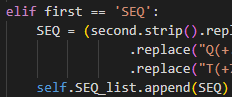 elif first == 'SEQ':
SEQ = (second.strip().repl
.replace("Q(+
.replace("T(+
self.SEQ_list.append(SEQ)